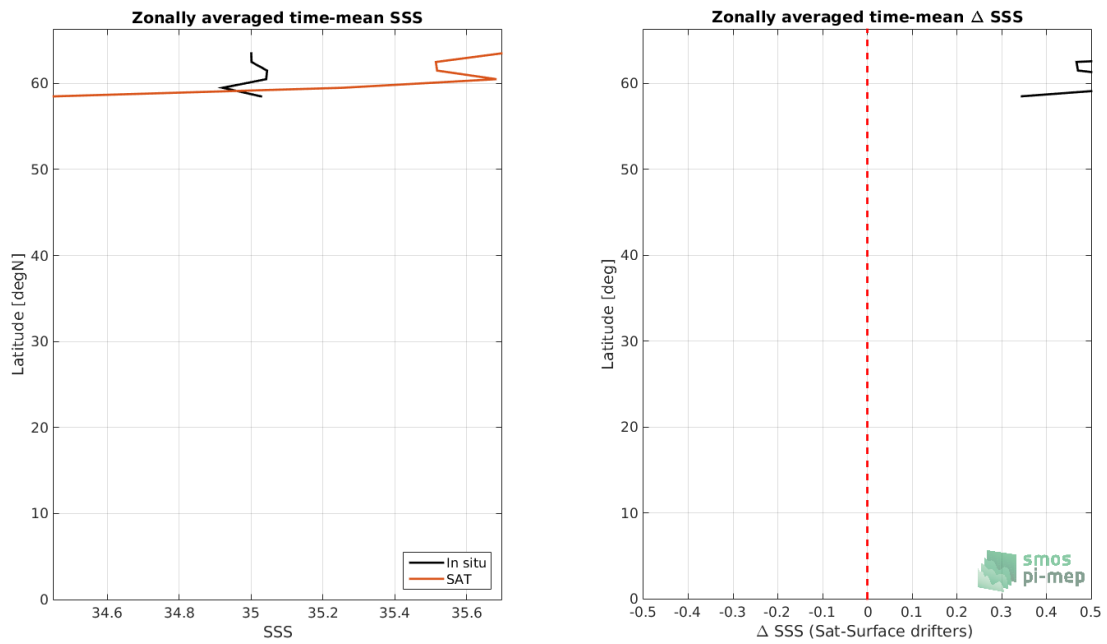 Zonally averaged time-mean SSS
60
50
40
30
20
10
0
Latitude [degN]
34.6 34.8 35 35.2 35.4 35.6
SSS
In situ
SAT
Zonally averaged time-mean Δ SSS
60
50
40
30
20
10
0
Latitude [deg]
-0.5 -0.4 -0.3 -0.2 -0.1 0 0.1 0.2 0.3 0.4 0.5
Δ SSS (Sat-Surface drifters)
smos
pi-mep